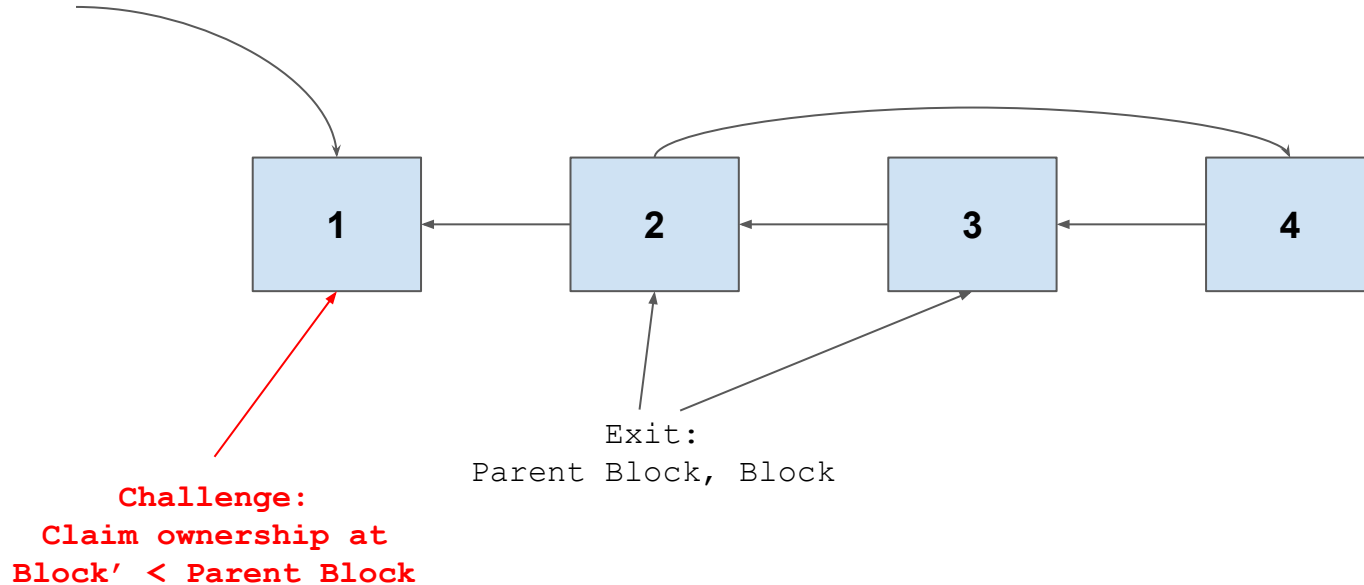 1
2
3
4
Exit:
Parent Block, Block
Challenge:
Claim ownership at
Block’ < Parent Block